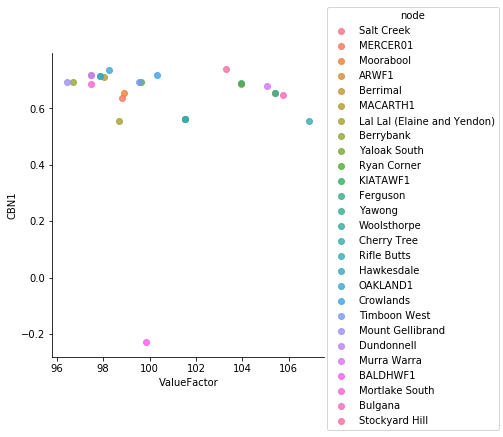 node
Salt Creek
MERCER01
Moorabool
ARWF1
Berrimal
MACARTH1
Lal Lal (Elaine and Yendon)
Berrybank
Yaloak South
Ryan Corner
KIATAWF1
Ferguson
Yawong
Woolsthorpe
Cherry Tree
Rifle Butts
Hawkesdale
OAKLAND1
Crowlands
Timboon West
Mount Gellibrand
Dundonnell
Murra Warra
BALDHWF1
Mortlake South
Bulgana
Stockyard Hill
0.6
0.4
0.2
0.0
−0.2
CBN1
96 98 100 102 104 106
ValueFactor